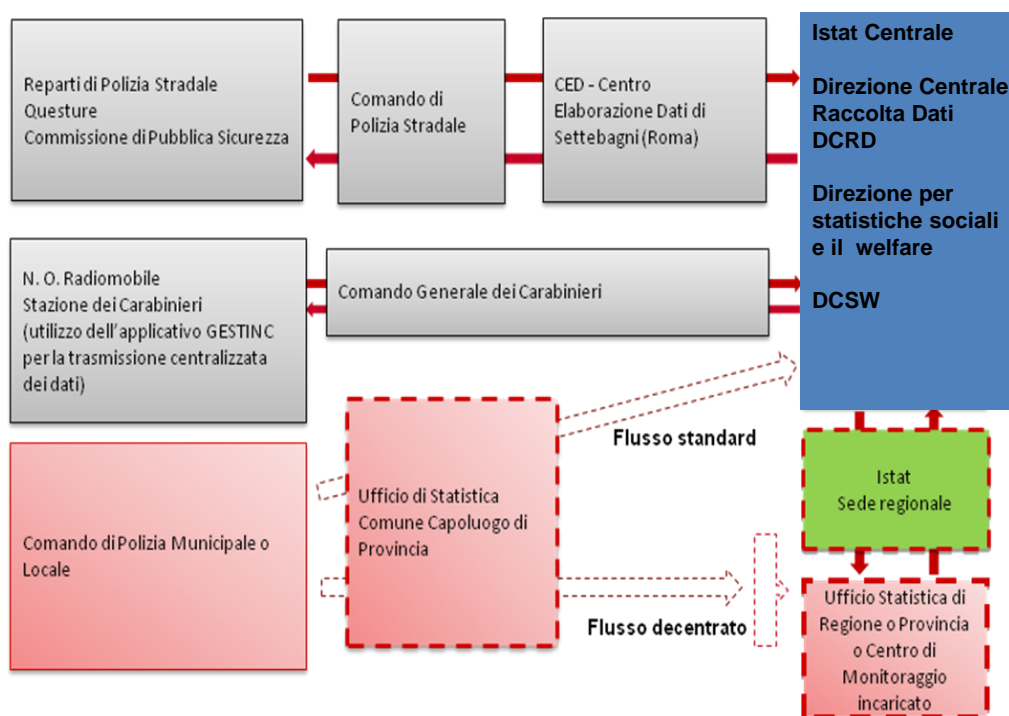 Reparti di Polizia Stradale
Questure
Commissione di Pubblica Sicurezza
Comando di
Polizia Stradale
CED - Centro
Elaborazione Dati di
Settebagni (Roma)
Istat Centrale
Direzione Centrale
Raccolta Dati
DCRD
Direzione per
statistiche sociali
e il welfare
DCSW
N. O. Radiomobile
Stazione dei Carabinieri
(utilizzo dell'applicativo GESTINC
per la trasmissione centralizzata
dei dati)
Comando Generale dei Carabinieri
Flusso standard
Comando di Polizia Municipale o
Locale
Ufficio di Statistica
Comune Capoluogo di
Provincia
Flusso decentrato
Istat
Sede regionale
Ufficio Statistica di
Regione o Provincia
o Centro di
Monitoraggio
incaricato